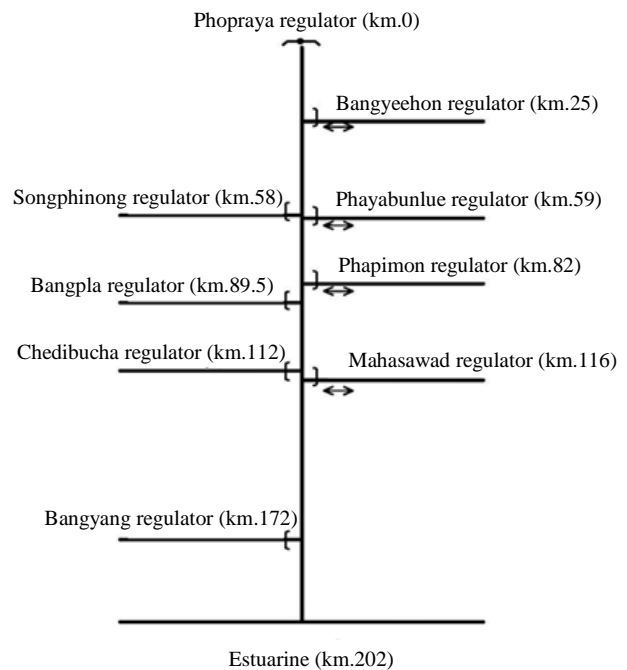 Phopraya regulator (km.0)
Bangyeehon regulator (km.25)
Songphinong regulator (km.58)
Phayabunlue regulator (km.59)
Phapimon regulator (km.82)
Bangpla regulator (km.89.5)
Chedibucha regulator (km.112)
Mahasawad regulator (km.116)
Bangyang regulator (km.172)
Estuarine (km.202)